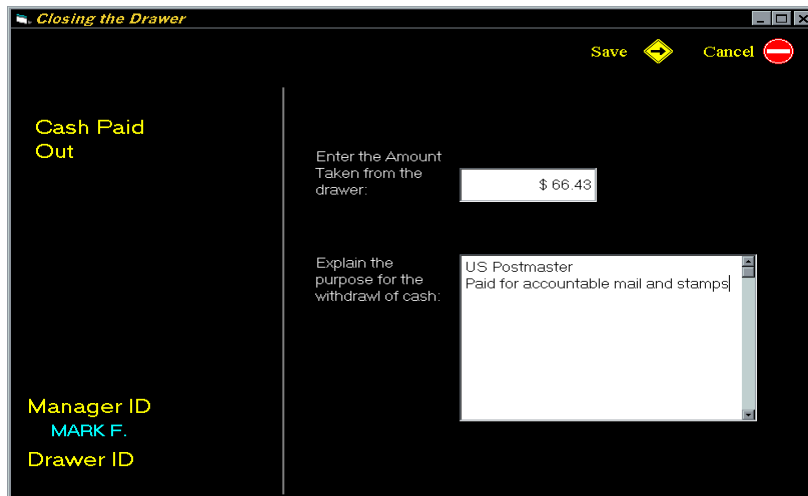 Closing the Drawer
Save
Cancel
Cash Paid
Out
Enter the Amount
Taken from the
drawer:
$ 66.43
Explain the
purpose for the
withdrawl of cash:
US Postmaster
Paid for accountable mail and stamps
Manager ID
MARK F.
Drawer ID